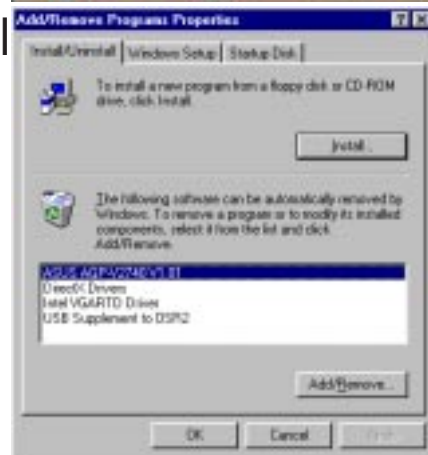 Add/Remove Programs Properties
Install/Uninstall Windows Setup Startup Disk
To install a new program from a floppy disk or CD-ROM
drive, click Install.
Install...
The following software can be automatically removed by
Windows. To remove a program or to modify its installed
components, select it from the list and click
Add/Remove.
ASUS AGP-V2740 V1.01
DirectX Drivers
Intel VGARTD Driver
USB Supplement to OSR2
Add/Remove...
OK Cancel